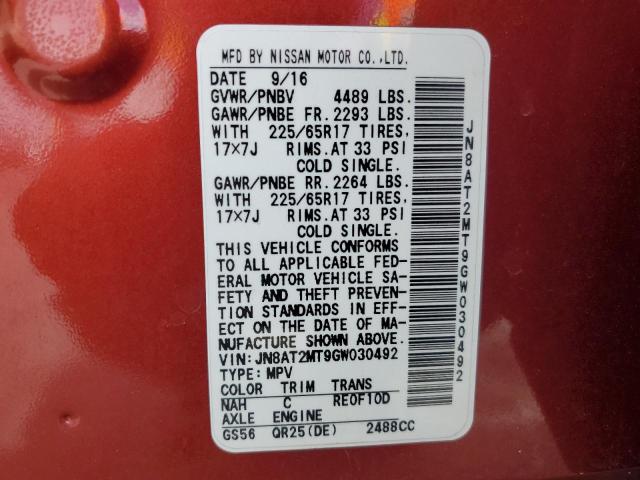 MFD BY NISSAN MOTOR CO.,LTD.
DATE 9/16
GVWR/PNBV 4489 LBS.
GAWR/PNBE FR. 2293 LBS.
WITH 225/65R17 TIRES,
17×7J RIMS.AT 33 PSI
COLD SINGLE.
GAWR/PNBE RR. 2264 LBS.
WITH 225/65R17 TIRES,
17×7J RIMS.AT 33 PSI
COLD SINGLE.
THIS VEHICLE CONFORMS
TO ALL APPLICABLE FED-
ERAL MOTOR VEHICLE SA-
FETY AND THEFT PREVEN-
TION STANDARDS IN EFF-
ECT ON THE DATE OF MA-
NUFACTURE SHOWN ABOVE.
VIN: JN8AT2MT9GW030492
TYPE: MPV
COLOR TRIM TRANS
NAH C RE0F10D
AXLE ENGINE
GS56 QR25(DE) 2488CC
JN8AT2MT9GW030492